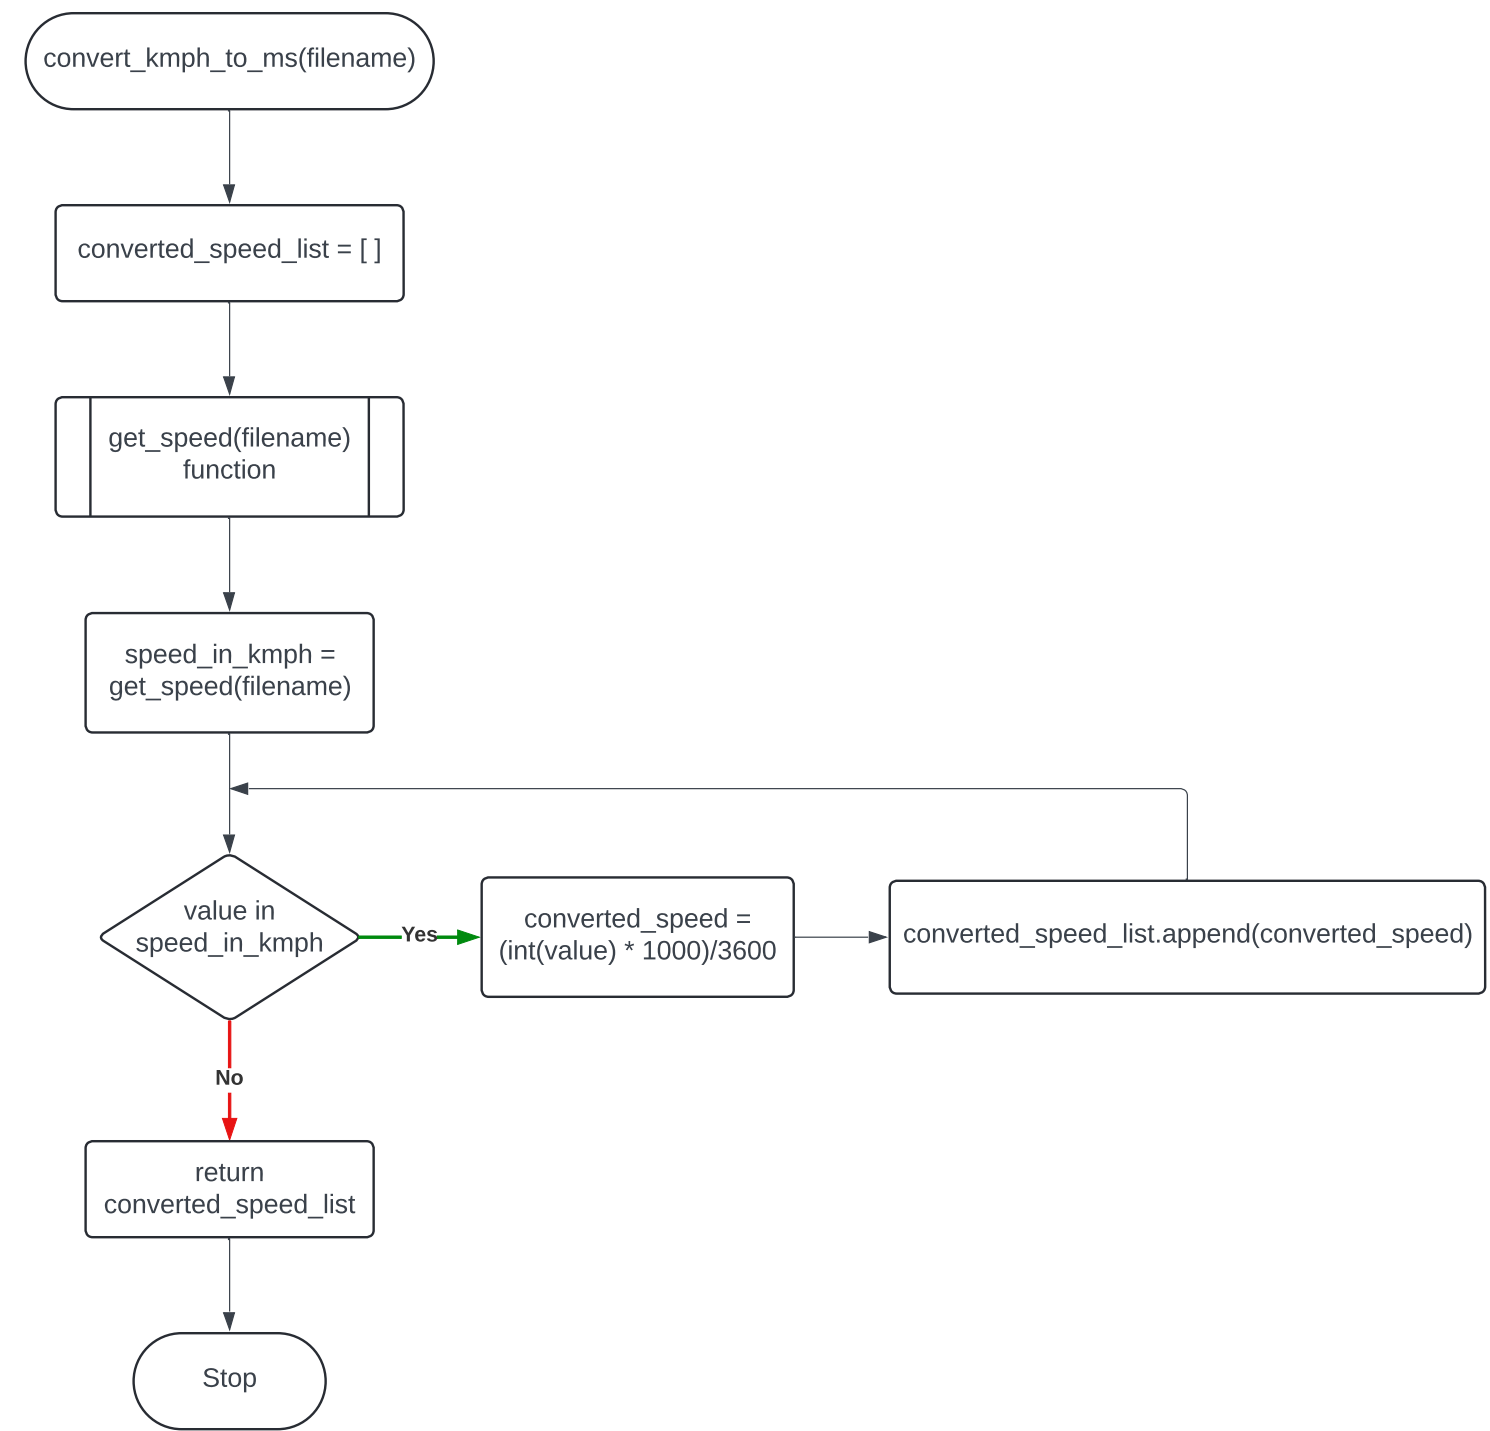 convert_kmph_to_ms(filename)
converted_speed_list = [ ]
get_speed(filename)
function
speed_in_kmph =
get_speed(filename)
value in
speed_in_kmph
Yes
converted_speed =
(int(value) * 1000)/3600
converted_speed_list.append(converted_speed)
No
return
converted_speed_list
Stop